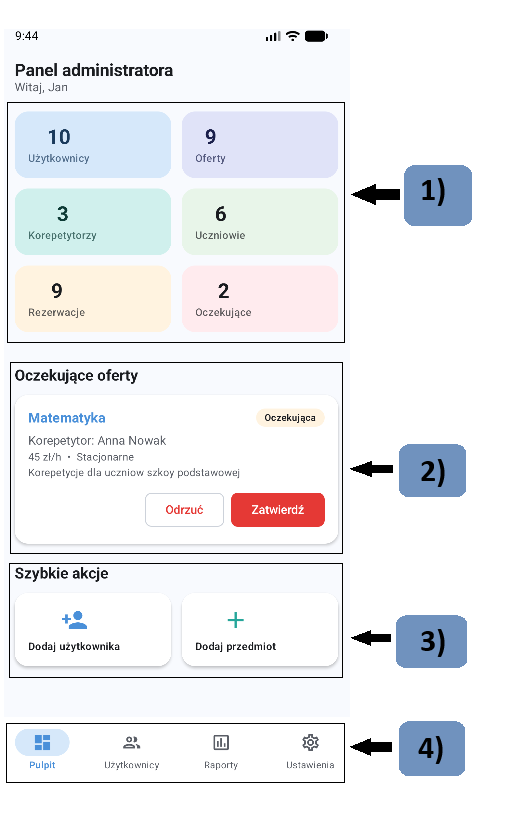 9:44
Panel administratora
Witaj, Jan
10 9
Użytkownicy Oferty
1)
3 6
Korepetytorzy Uczniowie
9 2
Rezerwacje Oczekujące
Oczekujące oferty
Matematyka Oczekująca
Korepetytor: Anna Nowak
45 zł/h • Stacjonarne
2)
Korepetycje dla uczniow szkoy podstawowej
Odrzuć Zatwierdź
Szybkie akcje
3)
Dodaj użytkownika Dodaj przedmiot
4)
Pulpit Użytkownicy Raporty Ustawienia